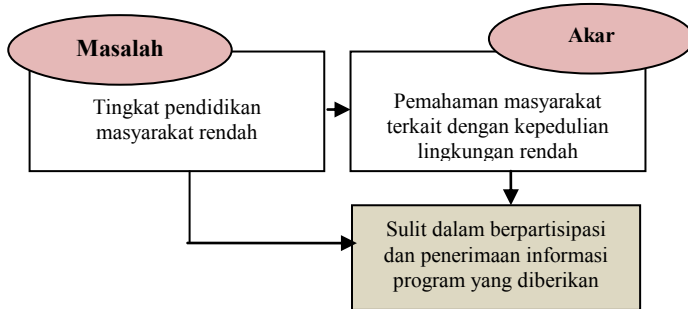 Masalah
Tingkat pendidikan
masyarakat rendah
Akar
Pemahaman masyarakat
terkait dengan kepedulian
lingkungan rendah
Sulit dalam berpartisipasi
dan penerimaan informasi
program yang diberikan